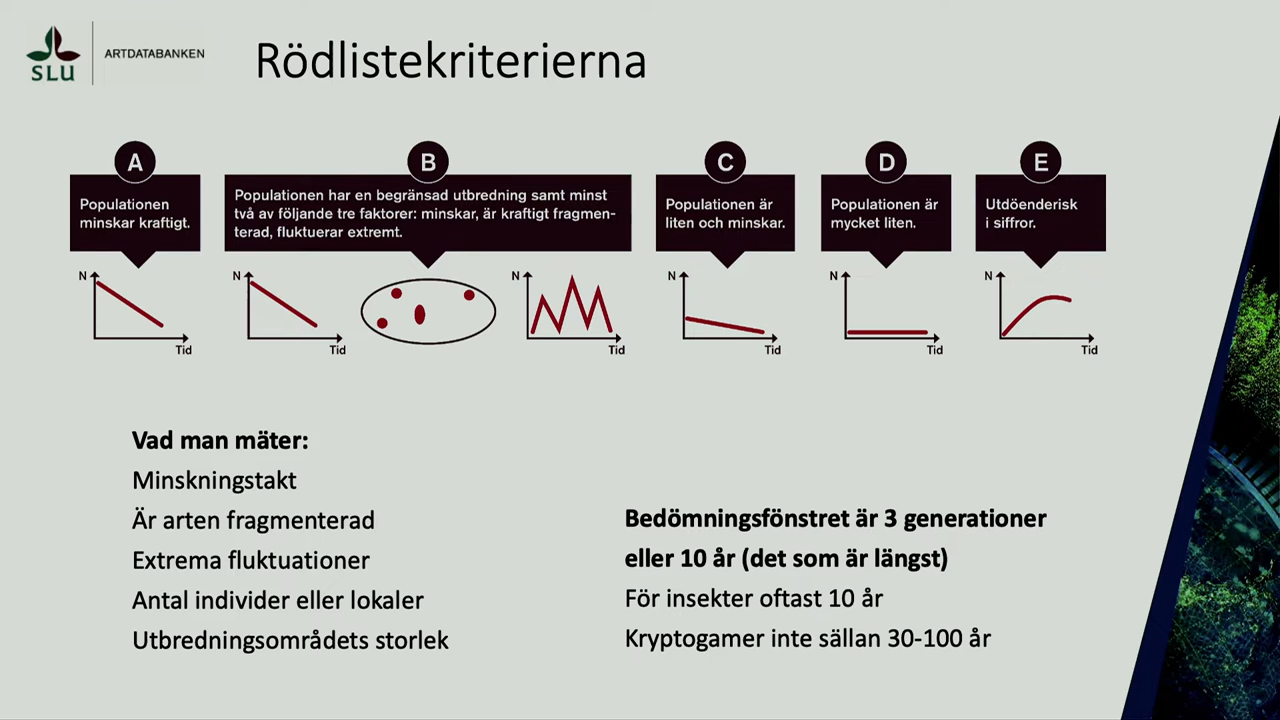 SLU
ARTDATABANKEN
Rödlistekriterierna
A
Populationen
minskar kraftigt.
B
Populationen har en begränsad utbredning samt minst
två av följande tre faktorer: minskar, är kraftigt fragmen-
terad, fluktuerar extremt.
C
Populationen är
liten och minskar.
D
Populationen är
mycket liten.
E
Utdöenderisk
i siffror.
N
Tid
N
Tid
N
Tid
N
Tid
N
Tid
N
Tid
Vad man mäter:
Minskningstakt
Är arten fragmenterad
Extrema fluktuationer
Antal individer eller lokaler
Utbredningsområdets storlek
Bedömningsfönstret är 3 generationer
eller 10 år (det som är längst)
För insekter oftast 10 år
Kryptogamer inte sällan 30-100 år